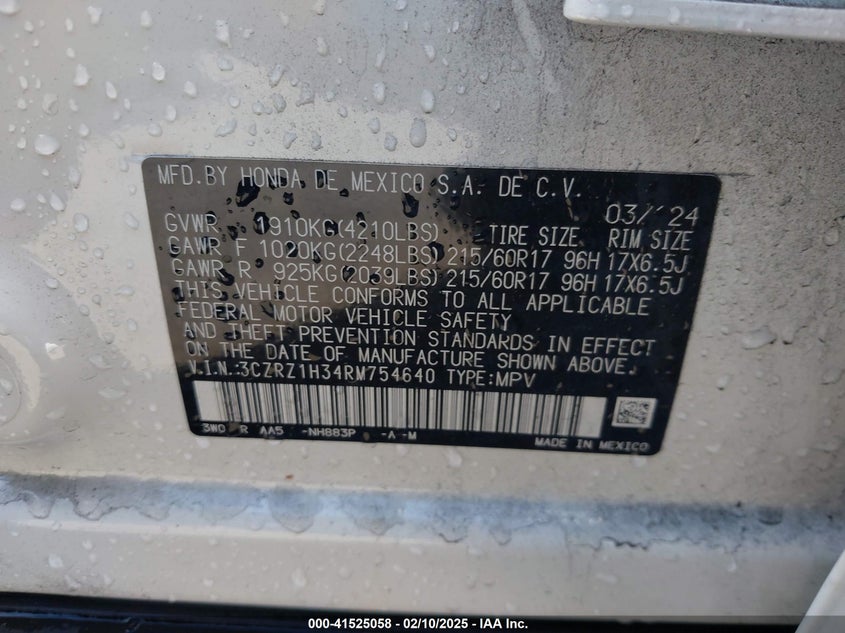 MFD.BY HONDA DE MEXICO S.A. DE C.V.
03/'24
GVWR 1910KG(4210LBS) TIRE SIZE RIM SIZE
GAWR F 1020KG(2248LBS) 215/60R17 96H 17X6.5J
GAWR R 925KG(2039LBS) 215/60R17 96H 17X6.5J
THIS VEHICLE CONFORMS TO ALL APPLICABLE
FEDERAL MOTOR VEHICLE SAFETY
AND THEFT PREVENTION STANDARDS IN EFFECT
ON THE DATE OF MANUFACTURE SHOWN ABOVE.
V.I.N.:3CZRZ1H34RM754640 TYPE:MPV
3W0 R AA5 -NH883P -A -M
MADE IN MEXICO
000-41525058 — 02/10/2025 — IAA Inc.